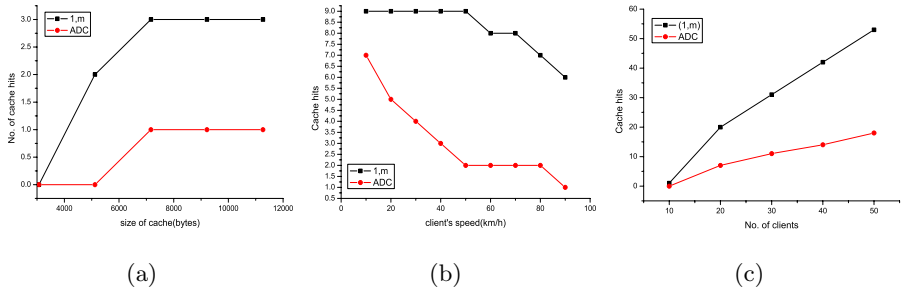 1,m
ADC
3.0
2.5
2.0
1.5
1.0
0.5
0.0
No. of cache hits
4000 6000 8000 10000 12000
size of cache(bytes)
(a)
9.0
8.5
8.0
7.5
7.0
6.5
6.0
5.5
5.0
4.5
4.0
3.5
3.0
2.5
2.0
1.5
1.0
0.5
Cache hits
1,m
ADC
0 20 40 60 80 100
client's speed(km/h)
(b)
(1,m)
ADC
60
50
40
30
20
10
0
Cache hits
10 20 30 40 50
No. of clients
(c)